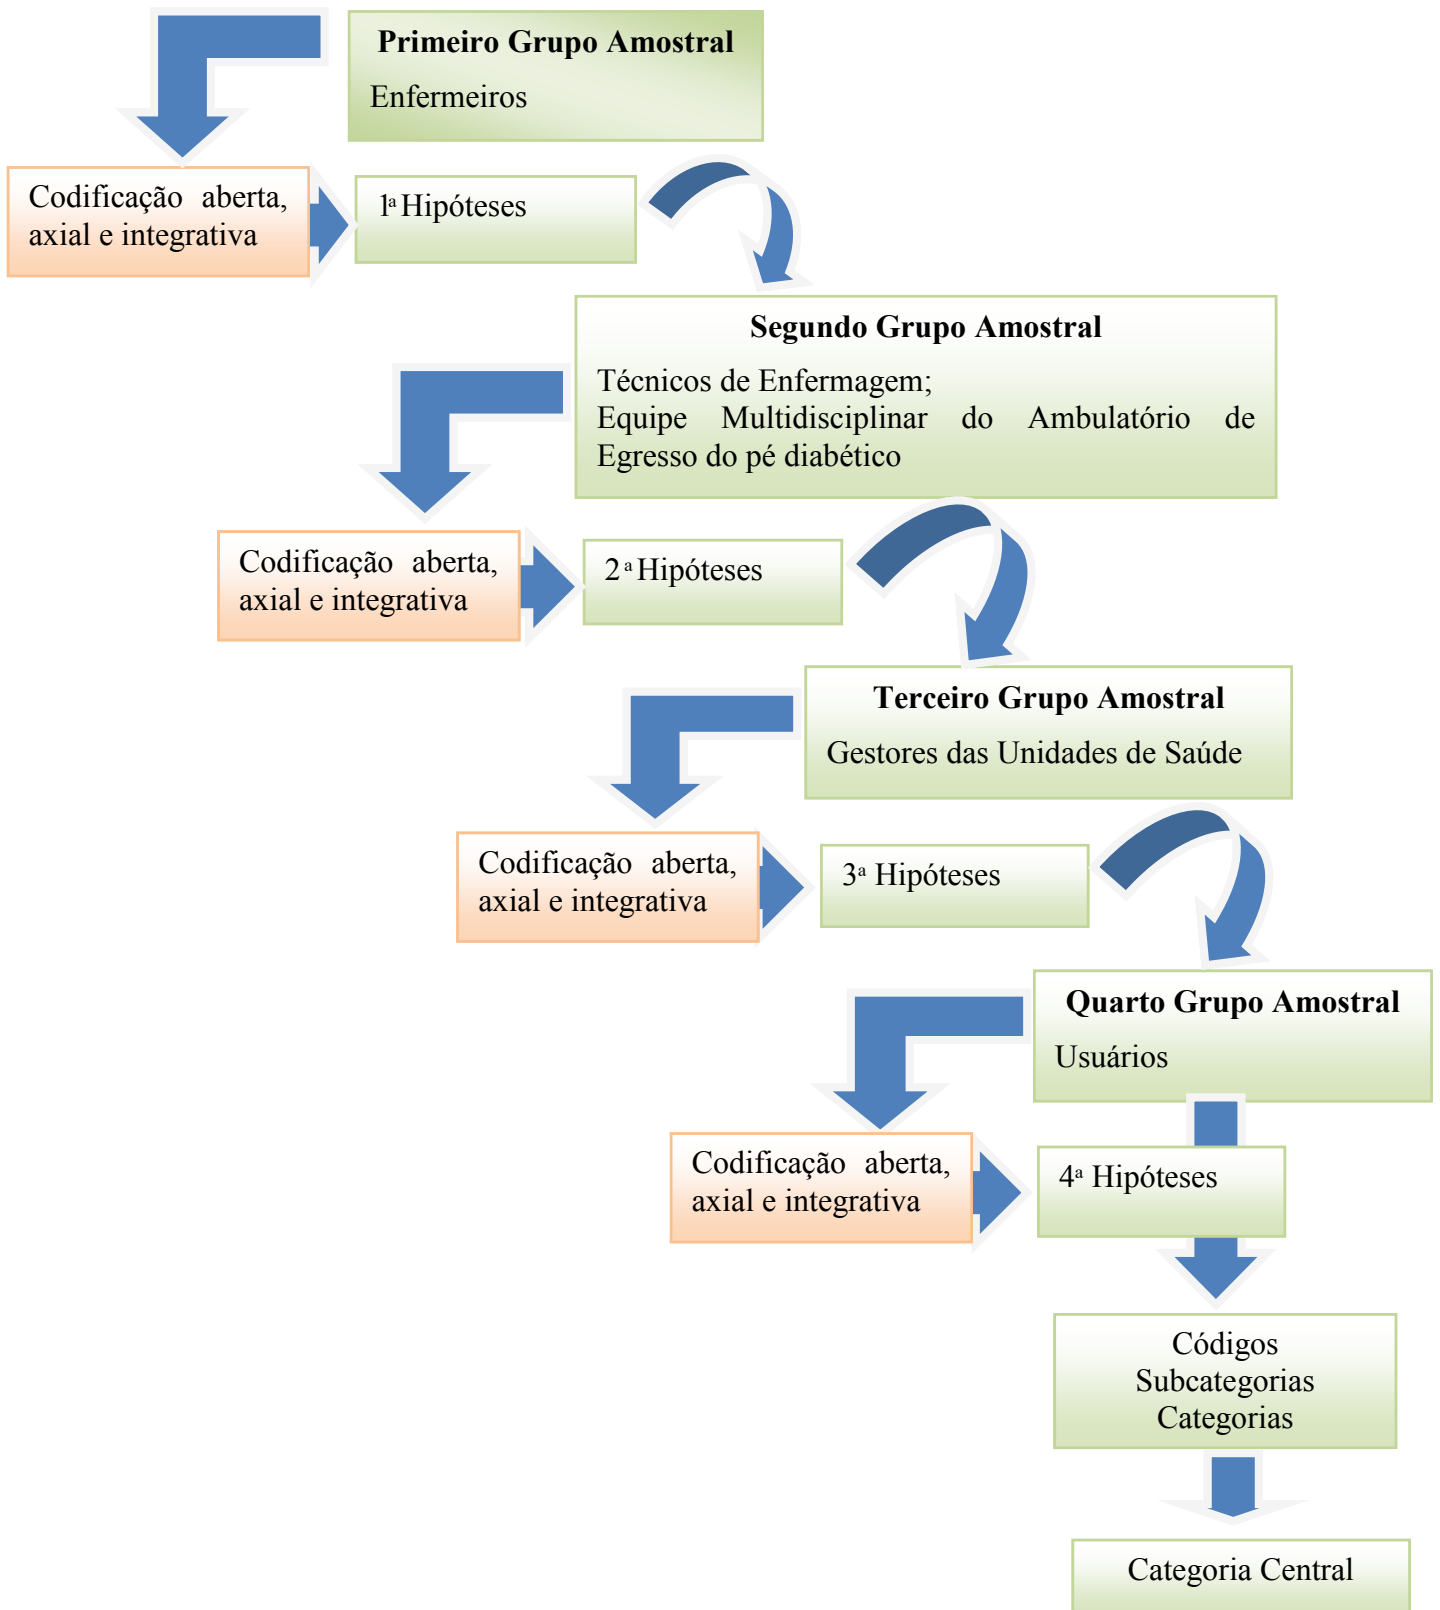 Primeiro Grupo Amostral
Enfermeiros
Codificação aberta,
axial e integrativa
1ª Hipóteses
Segundo Grupo Amostral
Técnicos de Enfermagem;
Equipe Multidisciplinar do Ambulatório de
Egresso do pé diabético
Codificação aberta,
axial e integrativa
2ª Hipóteses
Terceiro Grupo Amostral
Gestores das Unidades de Saúde
Codificação aberta,
axial e integrativa
3ª Hipóteses
Quarto Grupo Amostral
Usuários
Codificação aberta,
axial e integrativa
4ª Hipóteses
Códigos
Subcategorias
Categorias
Categoria Central